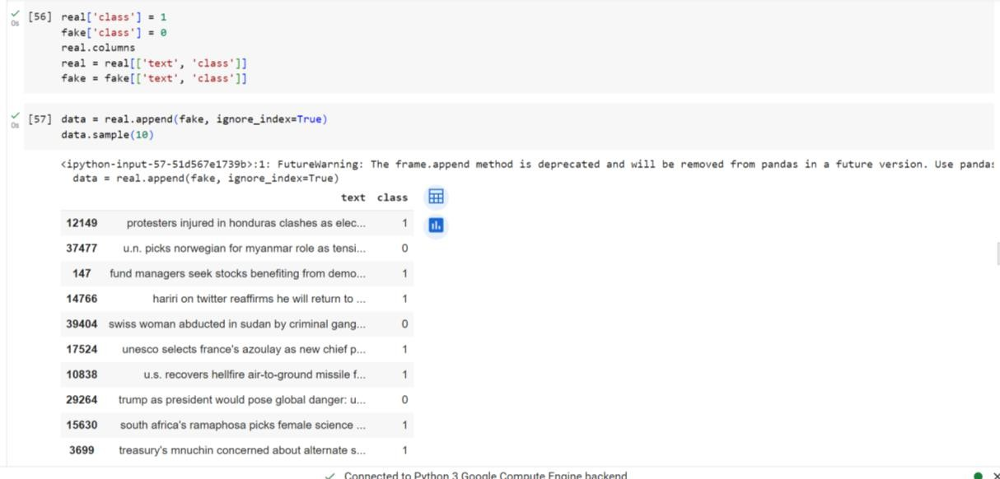 [56] real['class'] = 1
0s
fake['class'] = 0
real.columns
real = real[['text', 'class']]
fake = fake[['text', 'class']]
[57] data = real.append(fake, ignore_index=True)
0s
data.sample(10)
<ipython-input-57-51d567e1739b>:1: FutureWarning: The frame.append method is deprecated and will be removed from pandas in a future version. Use pandas
data = real.append(fake, ignore_index=True)
text class
12149 protesters injured in honduras clashes as elec... 1
37477 u.n. picks norwegian for myanmar role as tensi... 0
147 fund managers seek stocks benefiting from demo... 1
14766 hariri on twitter reaffirms he will return to ... 1
39404 swiss woman abducted in sudan by criminal gang... 0
17524 unesco selects france's azoulay as new chief p... 1
10838 u.s. recovers hellfire air-to-ground missile f... 1
29264 trump as president would pose global danger: u... 0
15630 south africa's ramaphosa picks female science ... 1
3699 treasury's mnuchin concerned about alternate s... 1
Connected to Python 3 Google Compute Engine backend